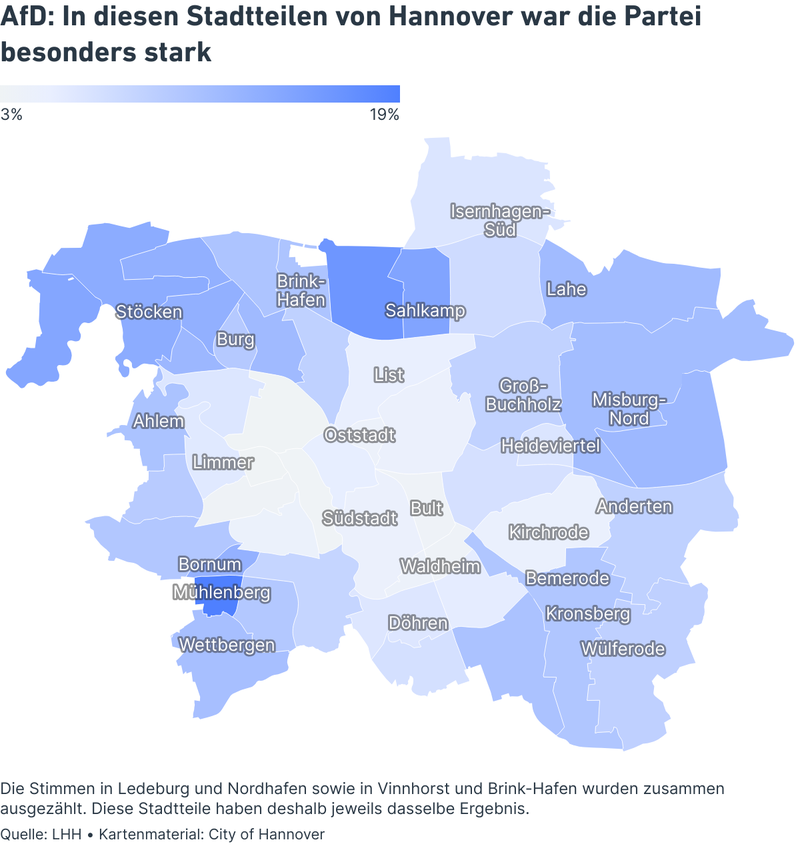 AfD: In diesen Stadtteilen von Hannover war die Partei
besonders stark
3%
19%
Isernhagen-
Süd
Brink-
Hafen
Lahe
Stöcken
Sahlkamp
Burg
List
Groß-
Buchholz
Misburg-
Nord
Ahlem
Oststadt
Heideviertel
Limmer
Anderten
Bult
Südstadt
Kirchrode
Bornum
Waldheim
Bemerode
Mühlenberg
Kronsberg
Döhren
Wettbergen
Wülferode
Die Stimmen in Ledeburg und Nordhafen sowie in Vinnhorst und Brink-Hafen wurden zusammen
ausgezählt. Diese Stadtteile haben deshalb jeweils dasselbe Ergebnis.
Quelle: LHH • Kartenmaterial: City of Hannover